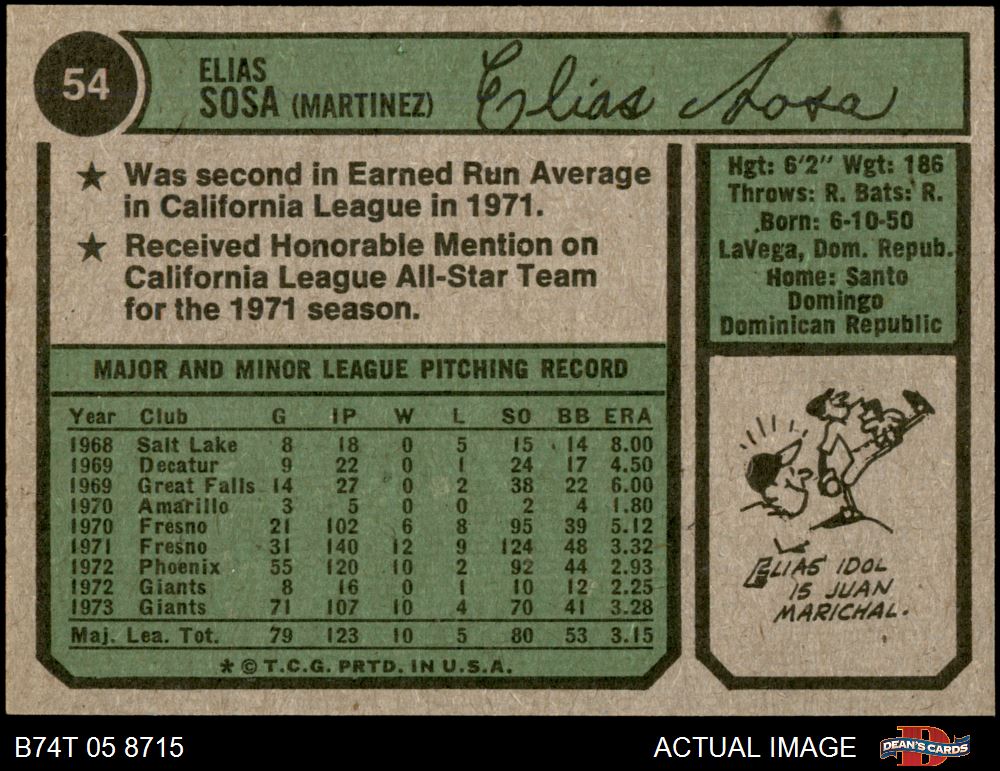 54
ELIAS
SOSA (MARTINEZ)
Elias Sosa
★ Was second in Earned Run Average
in California League in 1971.
★ Received Honorable Mention on
California League All-Star Team
for the 1971 season.
Hgt: 6'2" Wgt: 186
Throws: R. Bats: R.
Born: 6-10-50
LaVega, Dom. Repub.
Home: Santo
Domingo
Dominican Republic
MAJOR AND MINOR LEAGUE PITCHING RECORD
Year Club G IP W L SO BB ERA
1968 Salt Lake 8 18 0 5 15 14 8.00
1969 Decatur 9 22 0 1 24 17 4.50
1969 Great Falls 14 27 0 2 38 22 6.00
1970 Amarillo 3 5 0 0 2 4 1.80
1970 Fresno 21 102 6 8 95 39 5.12
1971 Fresno 31 140 12 9 124 48 3.32
1972 Phoenix 55 120 10 2 92 44 2.93
1972 Giants 8 16 0 1 10 12 2.25
1973 Giants 71 107 10 4 70 41 3.28
Maj. Lea. Tot. 79 123 10 5 80 53 3.15
* © T.C.G. PRTD. IN U.S.A.
ELIAS IDOL
IS JUAN
MARICHAL.
B74T 05 8715
ACTUAL IMAGE
DEAN'S CARDS